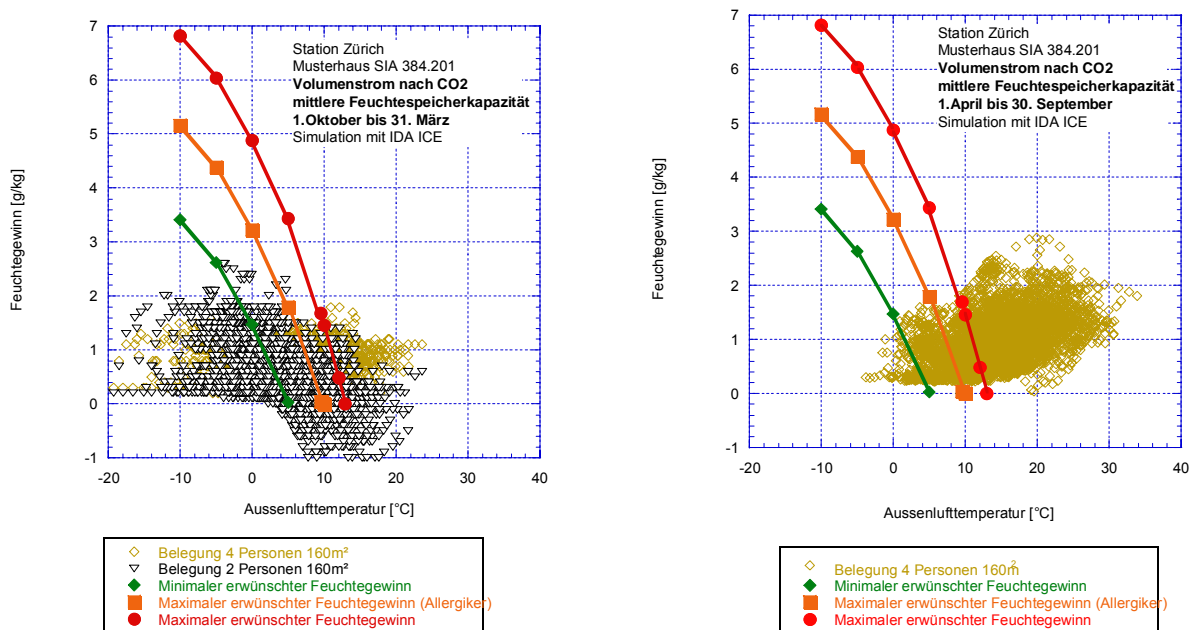 7
6
5
4
3
2
1
0
-1
-20
-10
0
10
20
30
40
Feuchtegewinn [g/kg]
Aussenlufttemperatur [°C]
Station Zürich
Musterhaus SIA 384.201
Volumenstrom nach CO2
mittlere Feuchtespeicherkapazität
1.Oktober bis 31. März
Simulation mit IDA ICE
Belegung 4 Personen 160m²
Belegung 2 Personen 160m²
Minimaler erwünschter Feuchtegewinn
Maximaler erwünschter Feuchtegewinn (Allergiker)
Maximaler erwünschter Feuchtegewinn
7
6
5
4
3
2
1
0
-1
-20
-10
0
10
20
30
40
Feuchtegewinn [g/kg]
Aussenlufttemperatur [°C]
Station Zürich
Musterhaus SIA 384.201
Volumenstrom nach CO2
mittlere Feuchtespeicherkapazität
1.April bis 30. September
Simulation mit IDA ICE
Belegung 4 Personen 160m²
Minimaler erwünschter Feuchtegewinn
Maximaler erwünschter Feuchtegewinn (Allergiker)
Maximaler erwünschter Feuchtegewinn